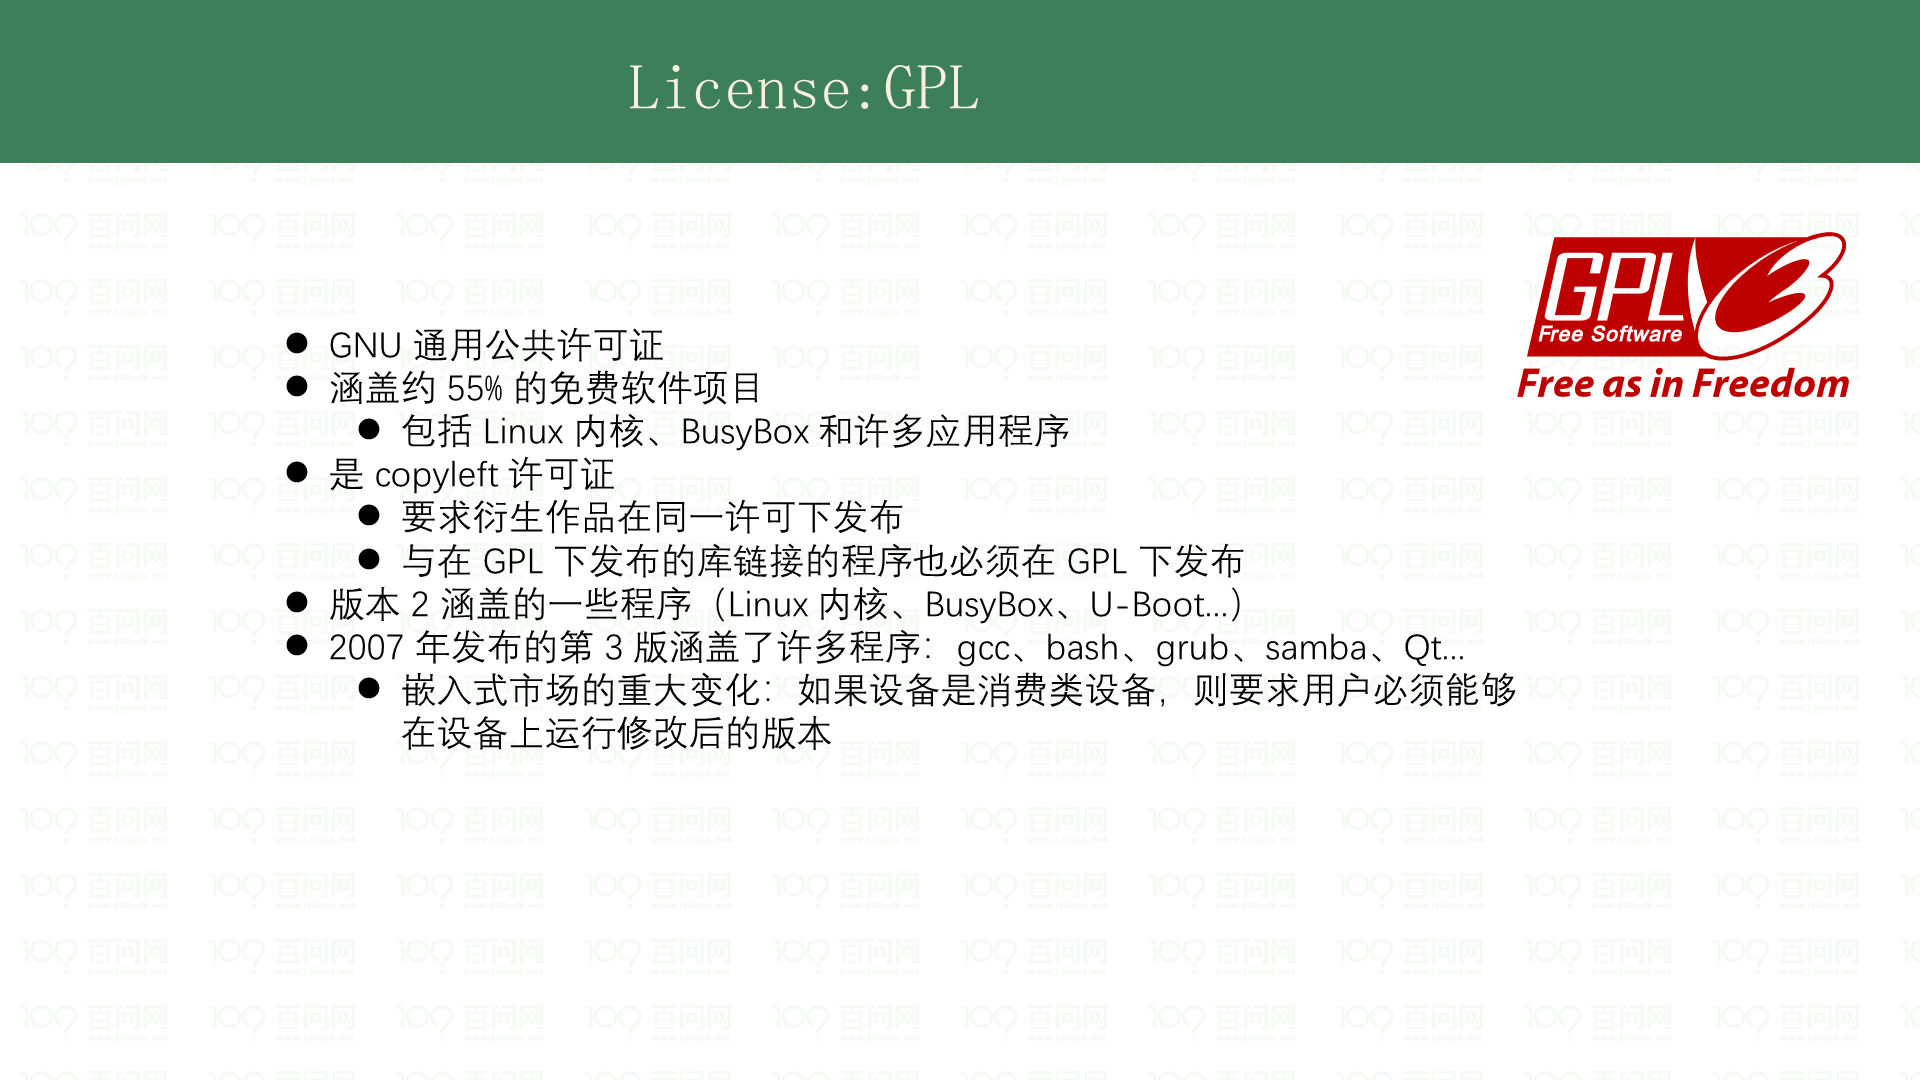 License:GPL
GPL
Free Software
Free as in Freedom
● GNU 通用公共许可证
● 涵盖约 55% 的免费软件项目
● 包括 Linux 内核、BusyBox 和许多应用程序
● 是 copyleft 许可证
● 要求衍生作品在同一许可下发布
● 与在 GPL 下发布的库链接的程序也必须在 GPL 下发布
● 版本 2 涵盖的一些程序（Linux 内核、BusyBox、U-Boot...）
● 2007 年发布的第 3 版涵盖了许多程序：gcc、bash、grub、samba、Qt...
● 嵌入式市场的重大变化：如果设备是消费类设备，则要求用户必须能够
在设备上运行修改后的版本
百问网
www.100ask.net